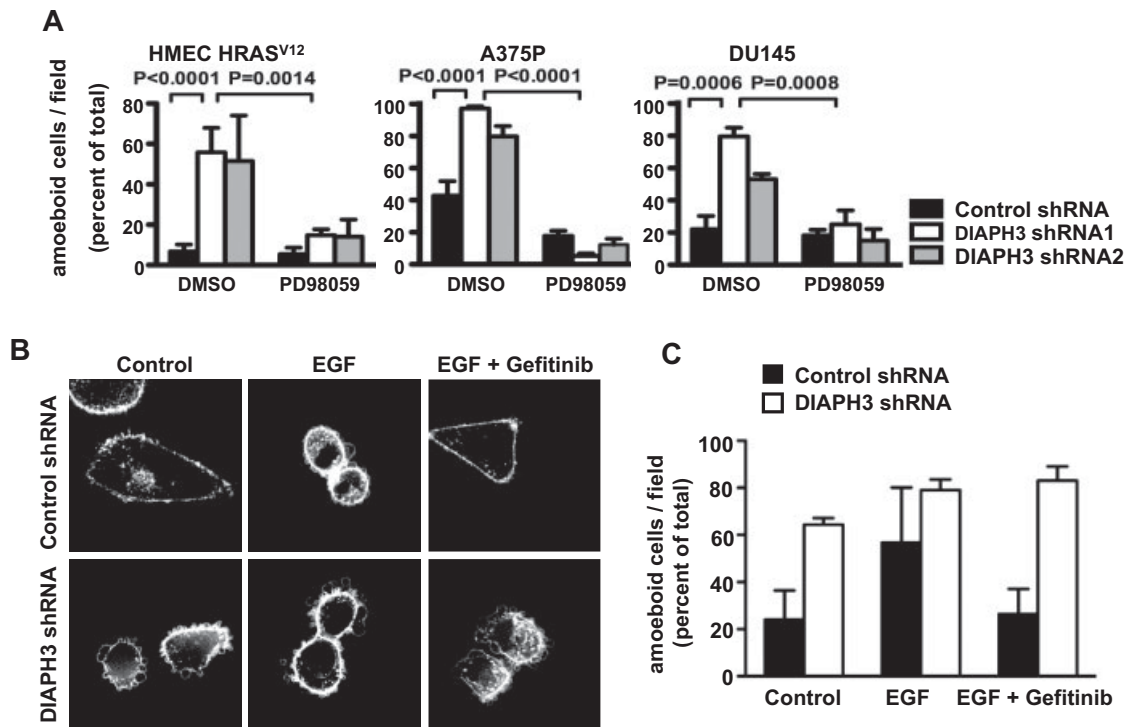 A
HMEC HRASV12
P<0.0001 P=0.0014
amoeboid cells / field
(percent of total)
80
60
40
20
0
DMSO PD98059
A375P
P<0.0001 P<0.0001
100
80
60
40
20
0
DMSO PD98059
DU145
P=0.0006 P=0.0008
100
80
60
40
20
0
DMSO PD98059
Control shRNA
DIAPH3 shRNA1
DIAPH3 shRNA2
B
Control EGF EGF + Gefitinib
Control shRNA
DIAPH3 shRNA
C
Control shRNA
DIAPH3 shRNA
amoeboid cells / field
(percent of total)
100
80
60
40
20
0
Control EGF EGF + Gefitinib